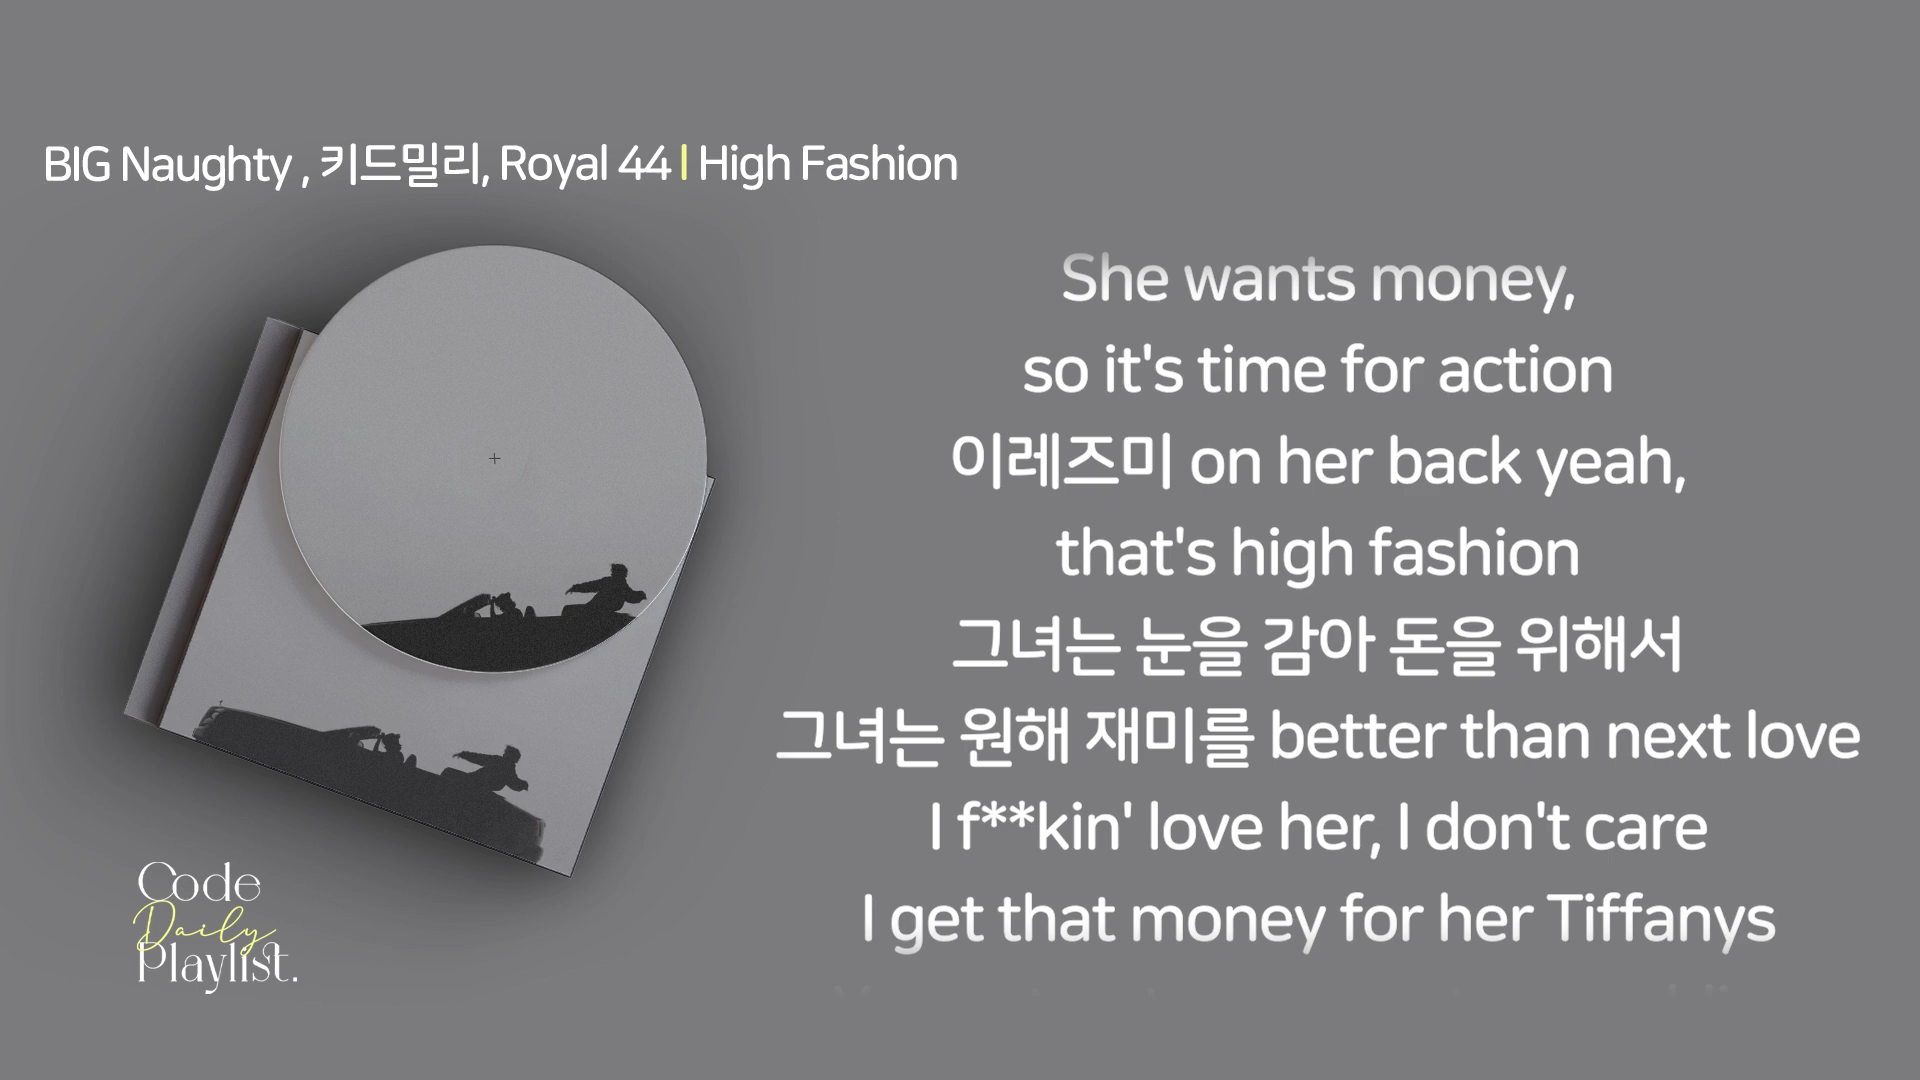 BIG Naughty , 키드밀리, Royal 44 | High Fashion
She wants money,
so it's time for action
이레즈미 on her back yeah,
that's high fashion
그녀는 눈을 감아 돈을 위해서
그녀는 원해 재미를 better than next love
I f**kin' love her, I don't care
I get that money for her Tiffanys
Code
Daily
Playlist.